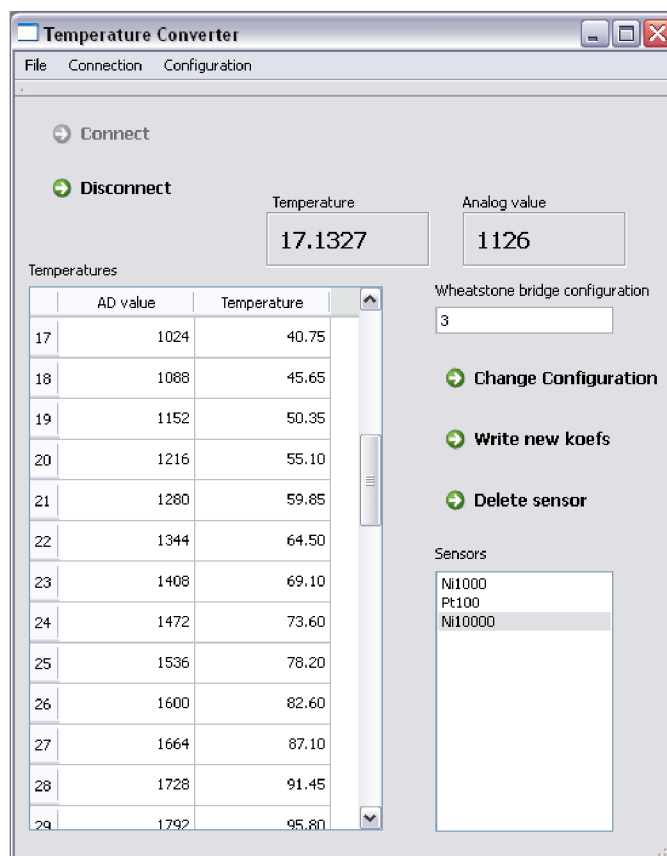 Temperature Converter
File Connection Configuration
Connect
Disconnect
Temperature Analog value
17.1327 1126
Temperatures
Wheatstone bridge configuration
3
AD value Temperature
17 1024 40.75
18 1088 45.65
19 1152 50.35
20 1216 55.10
21 1280 59.85
22 1344 64.50
23 1408 69.10
24 1472 73.60
25 1536 78.20
26 1600 82.60
27 1664 87.10
28 1728 91.45
29 1792 95.80
Change Configuration
Write new koefs
Delete sensor
Sensors
Ni1000
Pt100
Ni10000